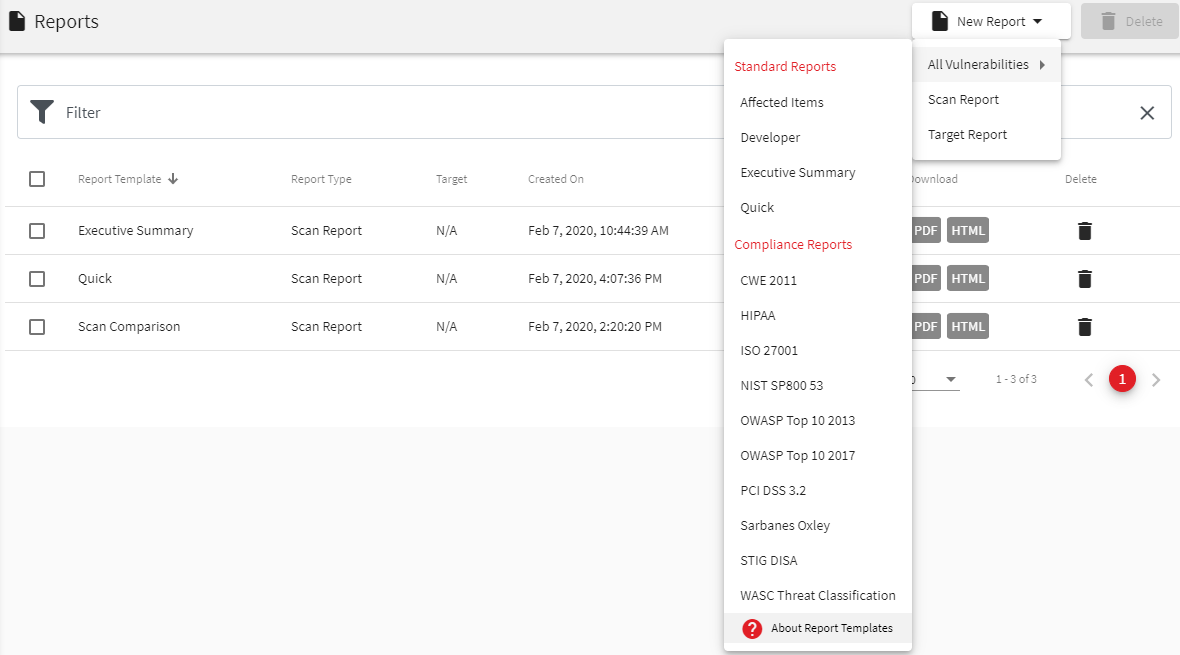 Reports
New Report
Delete
Standard Reports
Affected Items
Developer
Executive Summary
Quick
Compliance Reports
CWE 2011
HIPAA
ISO 27001
NIST SP800 53
OWASP Top 10 2013
OWASP Top 10 2017
PCI DSS 3.2
Sarbanes Oxley
STIG DISA
WASC Threat Classification
? About Report Templates
All Vulnerabilities
Scan Report
Target Report
Filter
Report Template Report Type Target Created On Download Delete
Executive Summary Scan Report N/A Feb 7, 2020, 10:44:39 AM PDF HTML
Quick Scan Report N/A Feb 7, 2020, 4:07:36 PM PDF HTML
Scan Comparison Scan Report N/A Feb 7, 2020, 2:20:20 PM PDF HTML
1 - 3 of 3 1